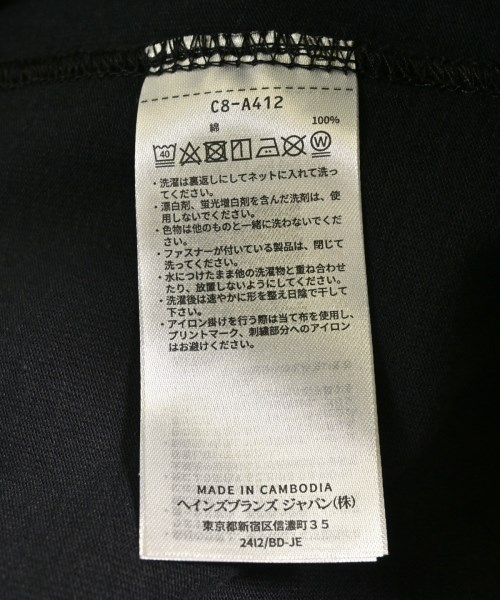 C8-A412
綿 100%
40
W
・洗濯は裏返しにしてネットに入れて洗っ
てください。
・漂白剤、蛍光増白剤を含んだ洗剤は、使
用しないでください。
・色物は他のものと一緒に洗わないでくだ
さい。
・ファスナーが付いている製品は、閉じて
洗ってください。
・水につけたまま他の洗濯物と重ね合わせ
たり、放置しないようにしてください。
・洗濯後は速やかに形を整え日陰で干して
下さい。
・アイロン掛けを行う際は当て布を使用し、
プリントマーク、刺繍部分へのアイロン
はお避けください。
MADE IN CAMBODIA
ヘインズブランズ ジャパン(株)
東京都新宿区信濃町35
2412/BD-JE